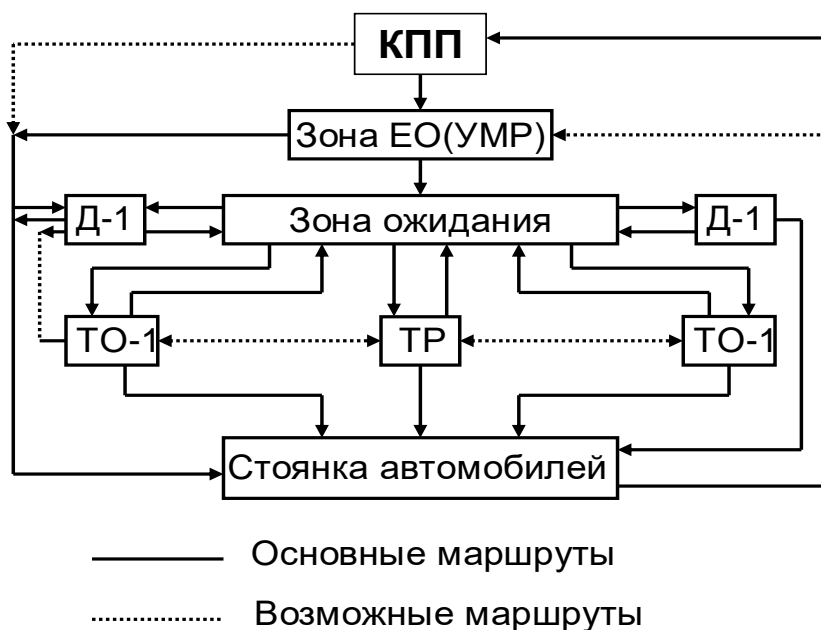 КПП
Зона ЕО(УМР)
Д-1
Зона ожидания
Д-1
ТО-1
ТР
ТО-1
Стоянка автомобилей
Основные маршруты
Возможные маршруты